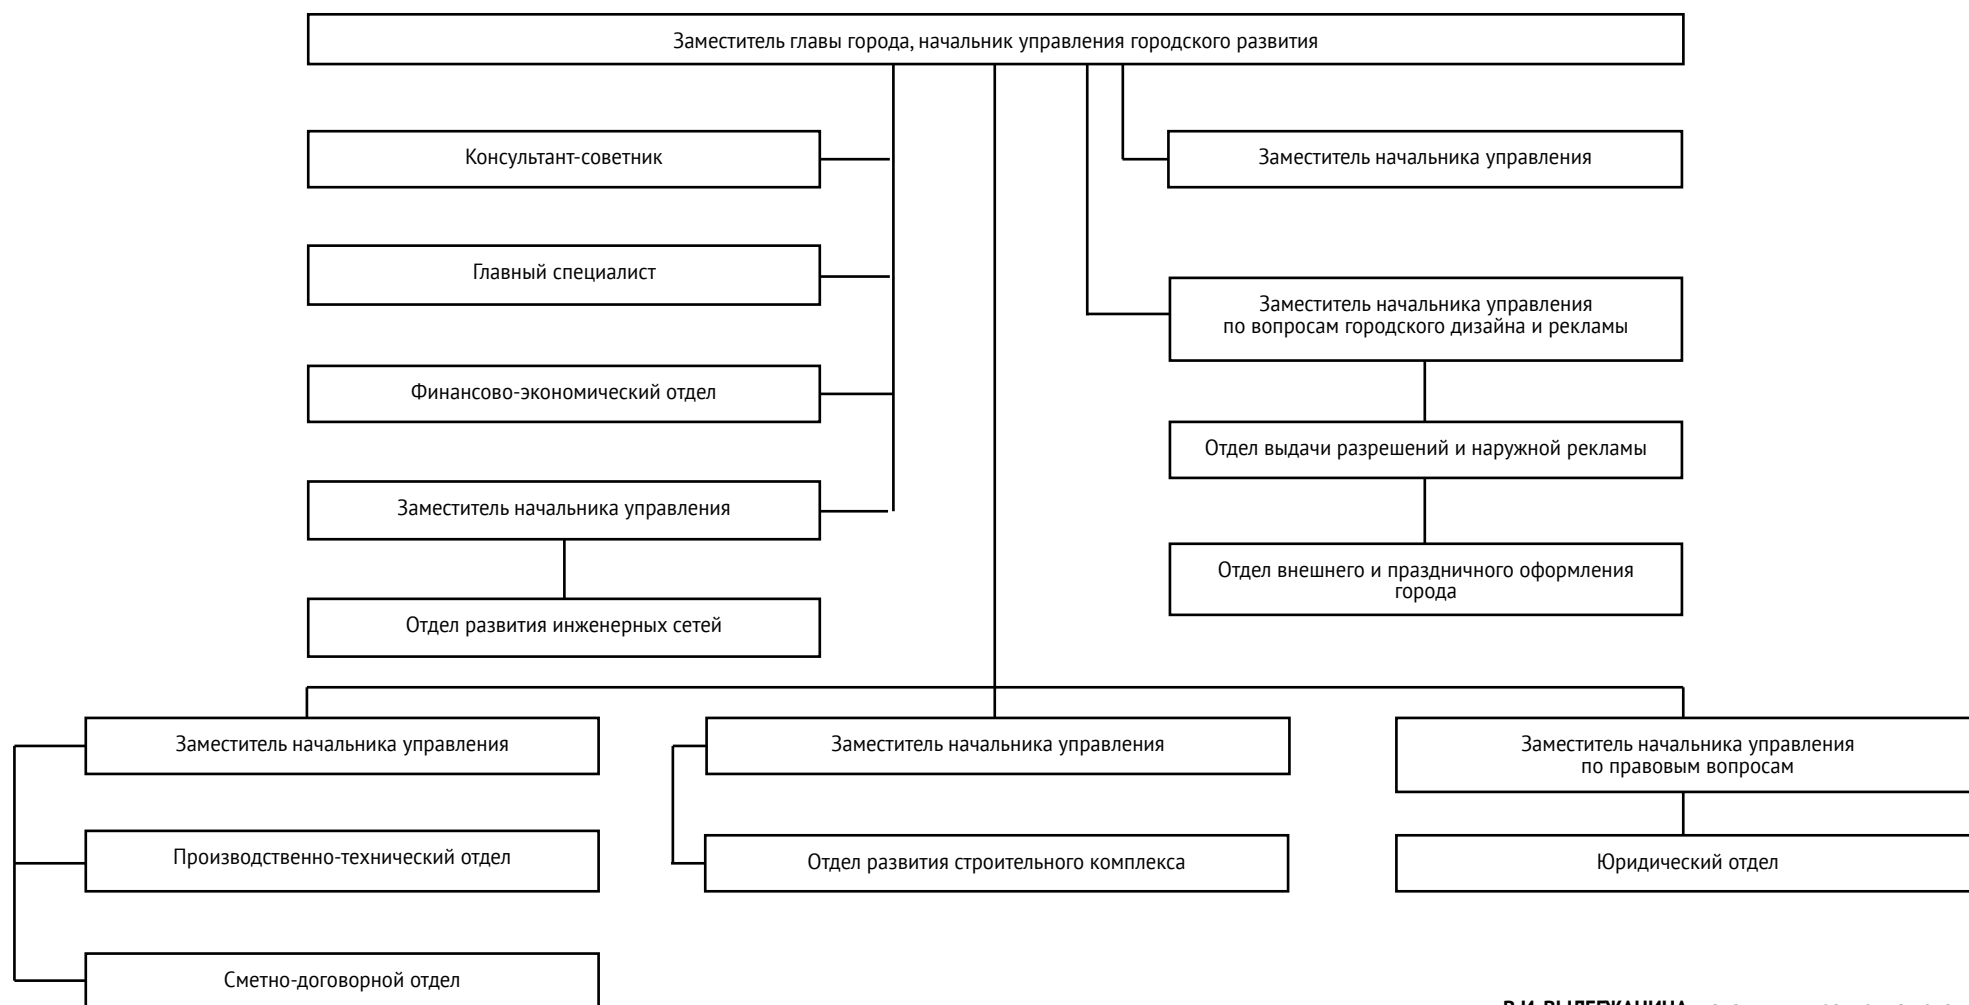 Заместитель главы города, начальник управления городского развития
Консультант-советник
Заместитель начальника управления
Главный специалист
Заместитель начальника управления
по вопросам городского дизайна и рекламы
Финансово-экономический отдел
Отдел выдачи разрешений и наружной рекламы
Заместитель начальника управления
Отдел внешнего и праздничного оформления
города
Отдел развития инженерных сетей
Заместитель начальника управления
Заместитель начальника управления
Заместитель начальника управления
по правовым вопросам
Производственно-технический отдел
Отдел развития строительного комплекса
Юридический отдел
Сметно-договорной отдел